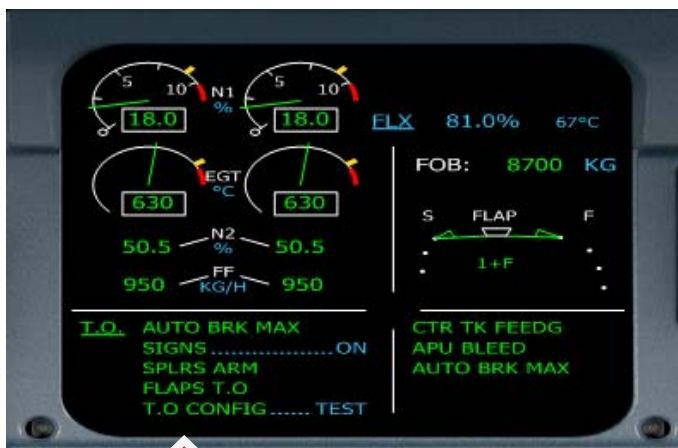 5 10 N1 5 10
% 
18.0 18.0 FLX 81.0% 67°C
EGT FOB: 8700 KG
°C
630 630
S FLAP F
N2
50.5 % 50.5
1+F
FF
950 KG/H 950
T.O. AUTO BRK MAX
SIGNS..................ON
SPLRS ARM
FLAPS T.O
T.O CONFIG...... TEST
CTR TK FEEDG
APU BLEED
AUTO BRK MAX